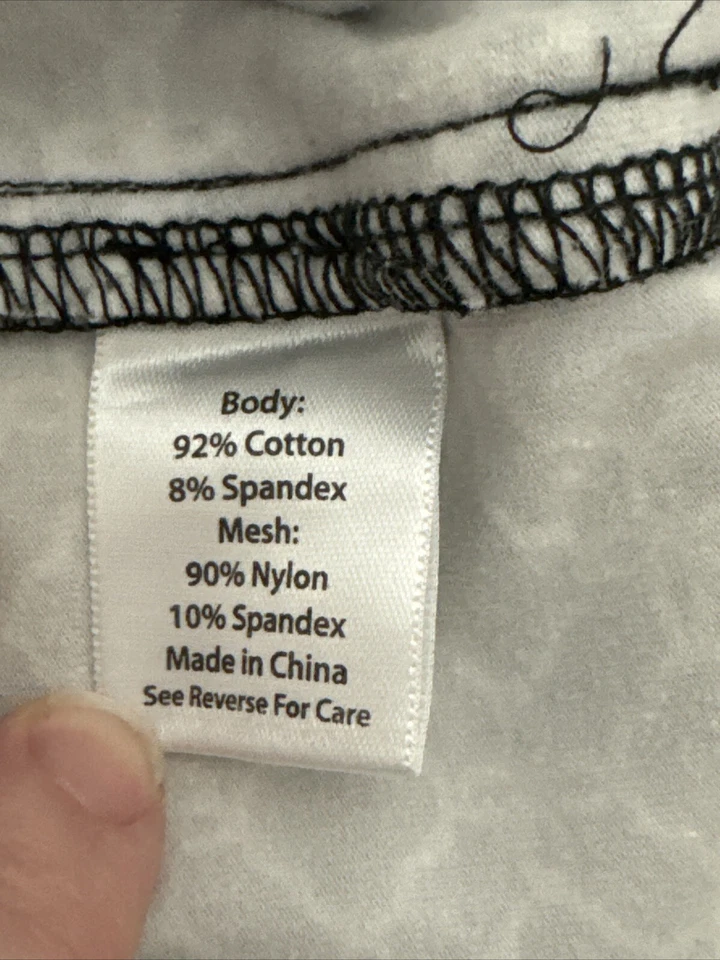 Body:
92% Cotton
8% Spandex
Mesh:
90% Nylon
10% Spandex
Made in China
See Reverse For Care